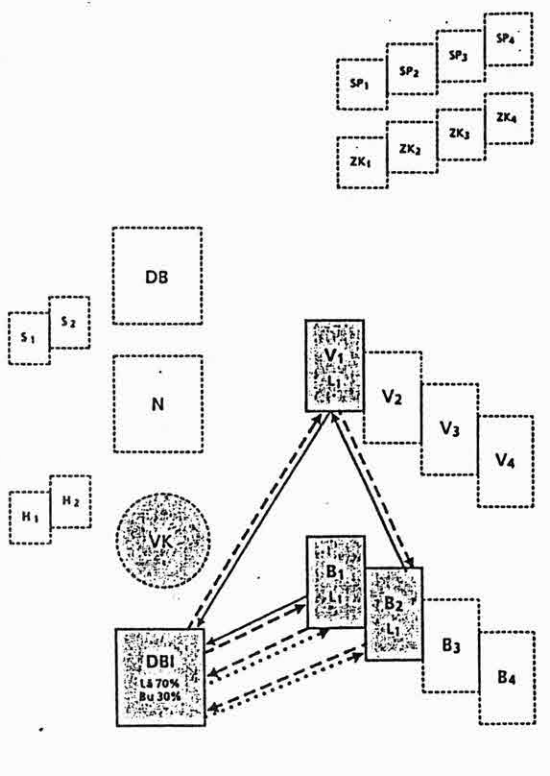 SP4
SP3
SP2
SP1
ZK4
ZK3
ZK2
ZK1
DB
S2
S1
V1
L1
V2
N
V3
V4
H2
H1
VK
B1
L1
B2
L1
B3
B4
DBI
Lä 70%
Bu 30%